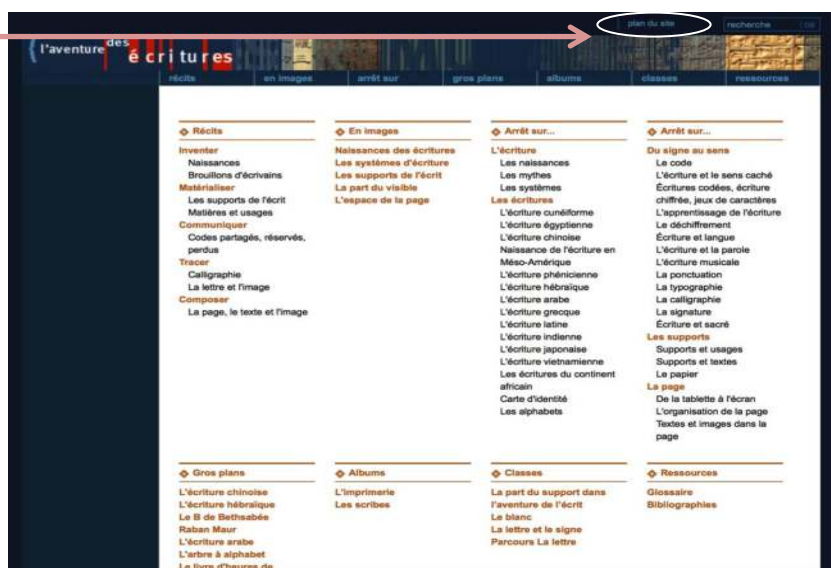 plan du site
recherche
ok
l'aventure des écritures
récits
en images
arrêt sur
gros plans
albums
classes
ressources
Récits
Inventer
Naissances
Brouillons d'écrivains
Matérialiser
Les supports de l'écrit
Matières et usages
Communiquer
Codes partagés, réservés,
perdus
Tracer
Calligraphie
La lettre et l'image
Composer
La page, le texte et l'image
En images
Naissances des écritures
Les systèmes d'écriture
Les supports de l'écrit
La part du visible
L'espace de la page
Arrêt sur...
L'écriture
Les naissances
Les mythes
Les systèmes
Les écritures
L'écriture cunéiforme
L'écriture égyptienne
L'écriture chinoise
Naissance de l'écriture en
Méso-Amérique
L'écriture phénicienne
L'écriture hébraïque
L'écriture arabe
L'écriture grecque
L'écriture latine
L'écriture indienne
L'écriture japonaise
L'écriture vietnamienne
Les écritures du continent
africain
Carte d'identité
Les alphabets
Arrêt sur...
Du signe au sens
Le code
L'écriture et le sens caché
Écritures codées, écriture
chiffrée, jeux de caractères
L'apprentissage de l'écriture
Le déchiffrement
Écriture et langue
L'écriture et la parole
L'écriture musicale
La ponctuation
La typographie
La calligraphie
La signature
Écriture et sacré
Les supports
Supports et usages
Supports et textes
Le papier
La page
De la tablette à l'écran
L'organisation de la page
Textes et images dans la
page
Gros plans
L'écriture chinoise
L'écriture hébraïque
Le B de Bethsabée
Raban Maur
L'écriture arabe
L'arbre à alphabet
Le livre d'heures de
Albums
L'imprimerie
Les scribes
Classes
La part du support dans
l'aventure de l'écrit
Le blanc
La lettre et le signe
Parcours La lettre
Ressources
Glossaire
Bibliographies